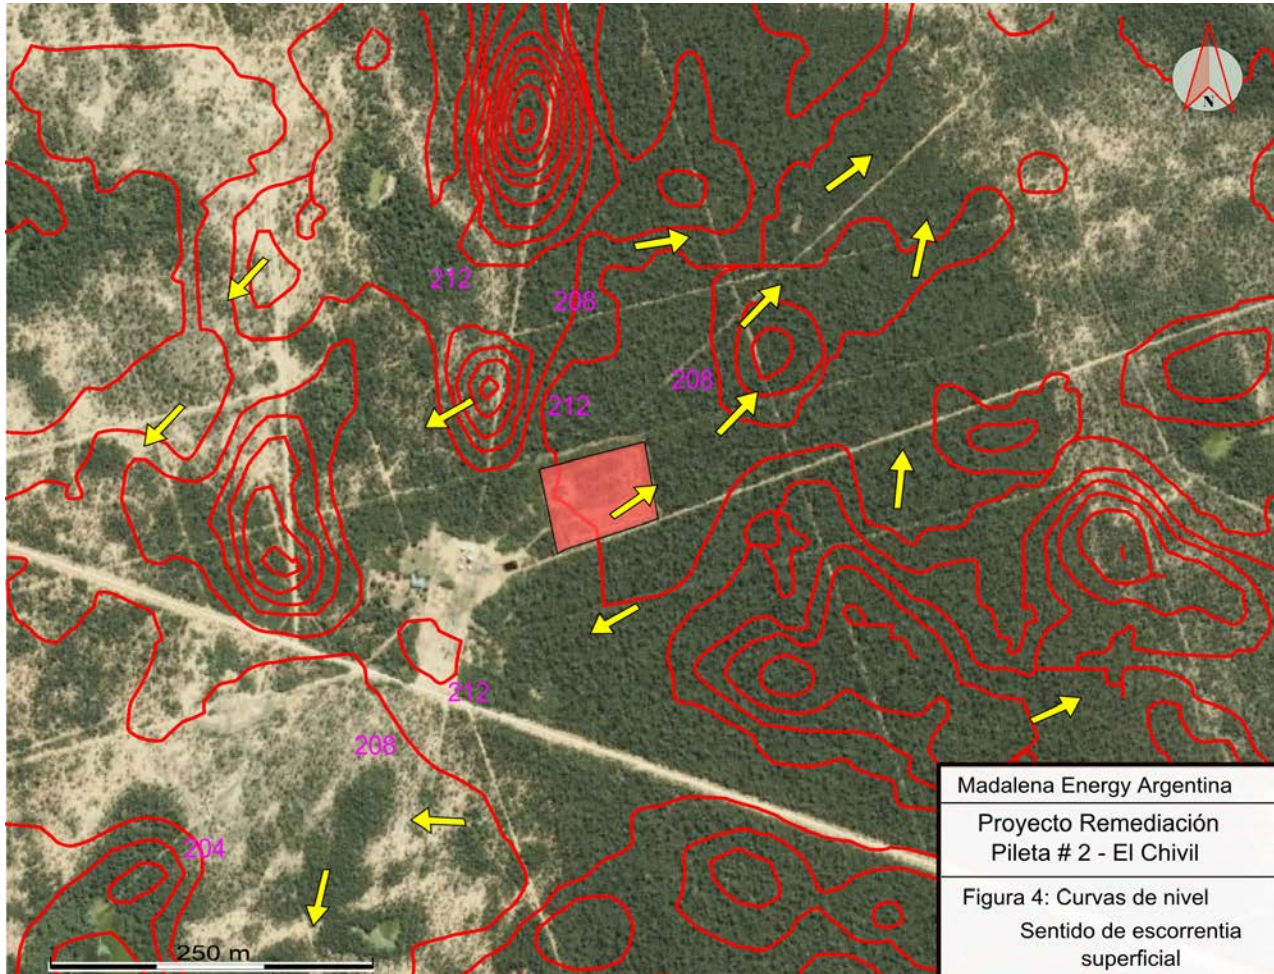 N
212
208
208
212
212
208
204
250 m
Madalena Energy Argentina
Proyecto Remediación
Pileta # 2 - El Chivil
Figura 4: Curvas de nivel
Sentido de escorrentia
superficial